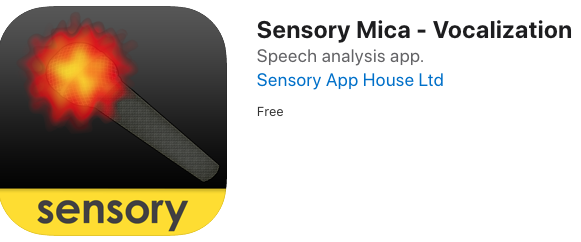 Sensory Mica - Vocalization
Speech analysis app.
Sensory App House Ltd
Free
sensory